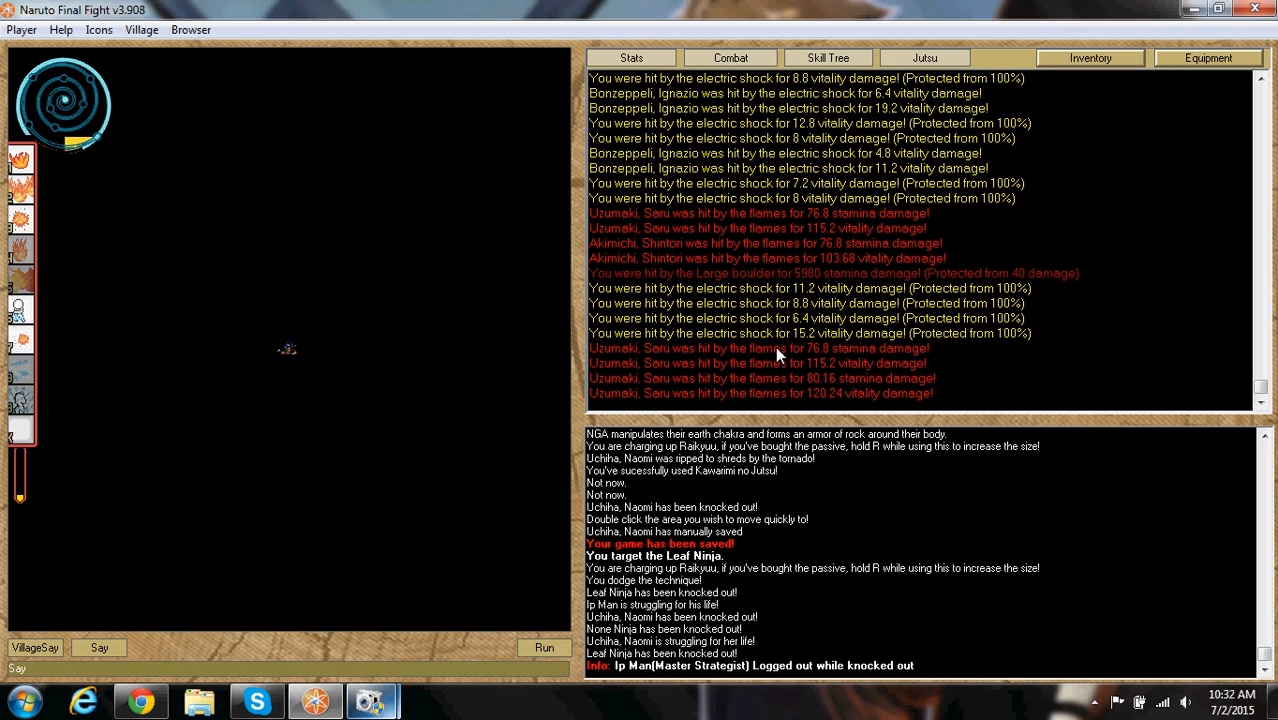 Naruto Final Fight v3.908
Player Help Icons Village Browser
Stats Combat Skill Tree Jutsu Inventory Equipment
You were hit by the electric shock for 8.8 vitality damage! (Protected from 100%)
Bonzeppeli, Ignazio was hit by the electric shock for 6.4 vitality damage!
Bonzeppeli, Ignazio was hit by the electric shock for 19.2 vitality damage!
You were hit by the electric shock for 12.8 vitality damage! (Protected from 100%)
You were hit by the electric shock for 8 vitality damage! (Protected from 100%)
Bonzeppeli, Ignazio was hit by the electric shock for 4.8 vitality damage!
Bonzeppeli, Ignazio was hit by the electric shock for 11.2 vitality damage!
You were hit by the electric shock for 7.2 vitality damage! (Protected from 100%)
You were hit by the electric shock for 8 vitality damage! (Protected from 100%)
Uzumaki, Saru was hit by the flames for 76.8 stamina damage!
Uzumaki, Saru was hit by the flames for 115.2 vitality damage!
Akimichi, Shintori was hit by the flames for 76.8 stamina damage!
Akimichi, Shintori was hit by the flames for 103.68 vitality damage!
You were hit by the Large boulder for 5980 stamina damage! (Protected from 40 damage)
You were hit by the electric shock for 11.2 vitality damage! (Protected from 100%)
You were hit by the electric shock for 8.8 vitality damage! (Protected from 100%)
You were hit by the electric shock for 6.4 vitality damage! (Protected from 100%)
You were hit by the electric shock for 15.2 vitality damage! (Protected from 100%)
Uzumaki, Saru was hit by the flames for 76.8 stamina damage!
Uzumaki, Saru was hit by the flames for 115.2 vitality damage!
Uzumaki, Saru was hit by the flames for 80.16 stamina damage!
Uzumaki, Saru was hit by the flames for 120.24 vitality damage!
NGA manipulates their earth chakra and forms an armor of rock around their body.
You are charging up Raikyuu, if you've bought the passive, hold R while using this to increase the size!
Uchiha, Naomi was ripped to shreds by the tornado!
You've sucessfully used Kawarimi no Jutsu!
Not now.
Not now.
Uchiha, Naomi has been knocked out!
Double click the area you wish to move quickly to!
Uchiha, Naomi has manually saved
Your game has been saved!
You target the Leaf Ninja.
You are charging up Raikyuu, if you've bought the passive, hold R while using this to increase the size!
You dodge the technique!
Leaf Ninja has been knocked out!
Ip Man is struggling for his life!
Uchiha, Naomi has been knocked out!
None Ninja has been knocked out!
Uchiha, Naomi is struggling for her life!
Leaf Ninja has been knocked out!
Info: Ip Man(Master Strategist) Logged out while knocked out
VillageSay Say Run
Say
10:32 AM
7/2/2015